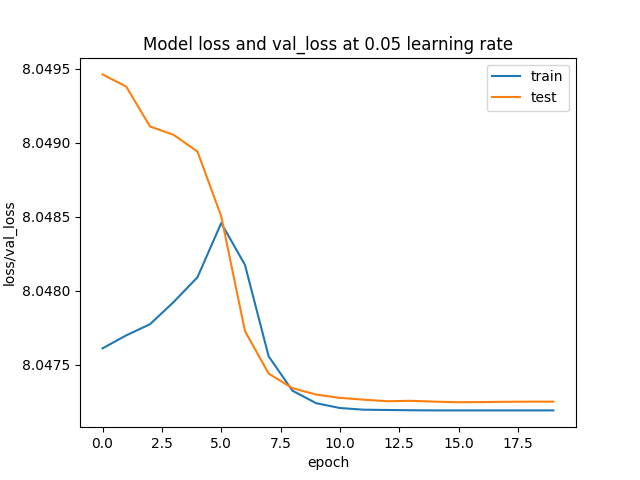 Model loss and val_loss at 0.05 learning rate
8.0495
8.0490
8.0485
8.0480
8.0475
loss/val_loss
train
test
0.0 2.5 5.0 7.5 10.0 12.5 15.0 17.5
epoch